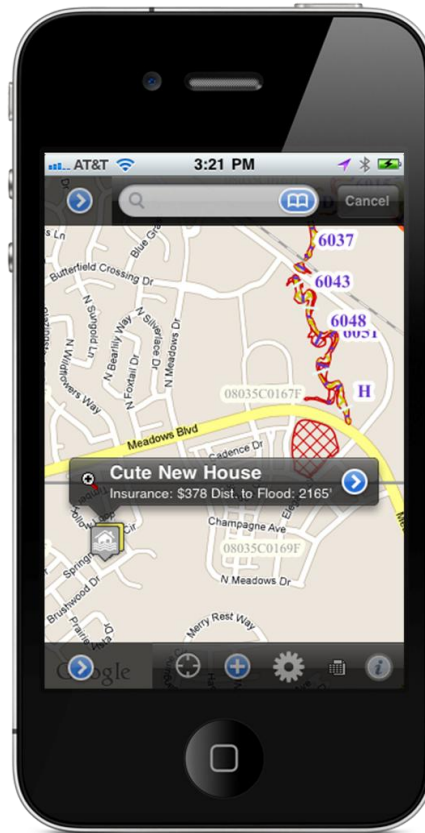 AT&T 3:21 PM
Cancel
6037
Butterfield Crossing Dr
6043
N Sungold Ln
N Bearlily Way
N Silverlace Dr
N Meadows Dr
N Foxtail Dr
N Wildflowers Way
6048
6051
H
08035C0167F
Meadows Blvd
Cadence Dr
Cute New House
Insurance: $378 Dist. to Flood: 2165'
Champagne Ave
08035C0169F
N Meadows Dr
Brushwood Dr
Merry Rest Way
Google